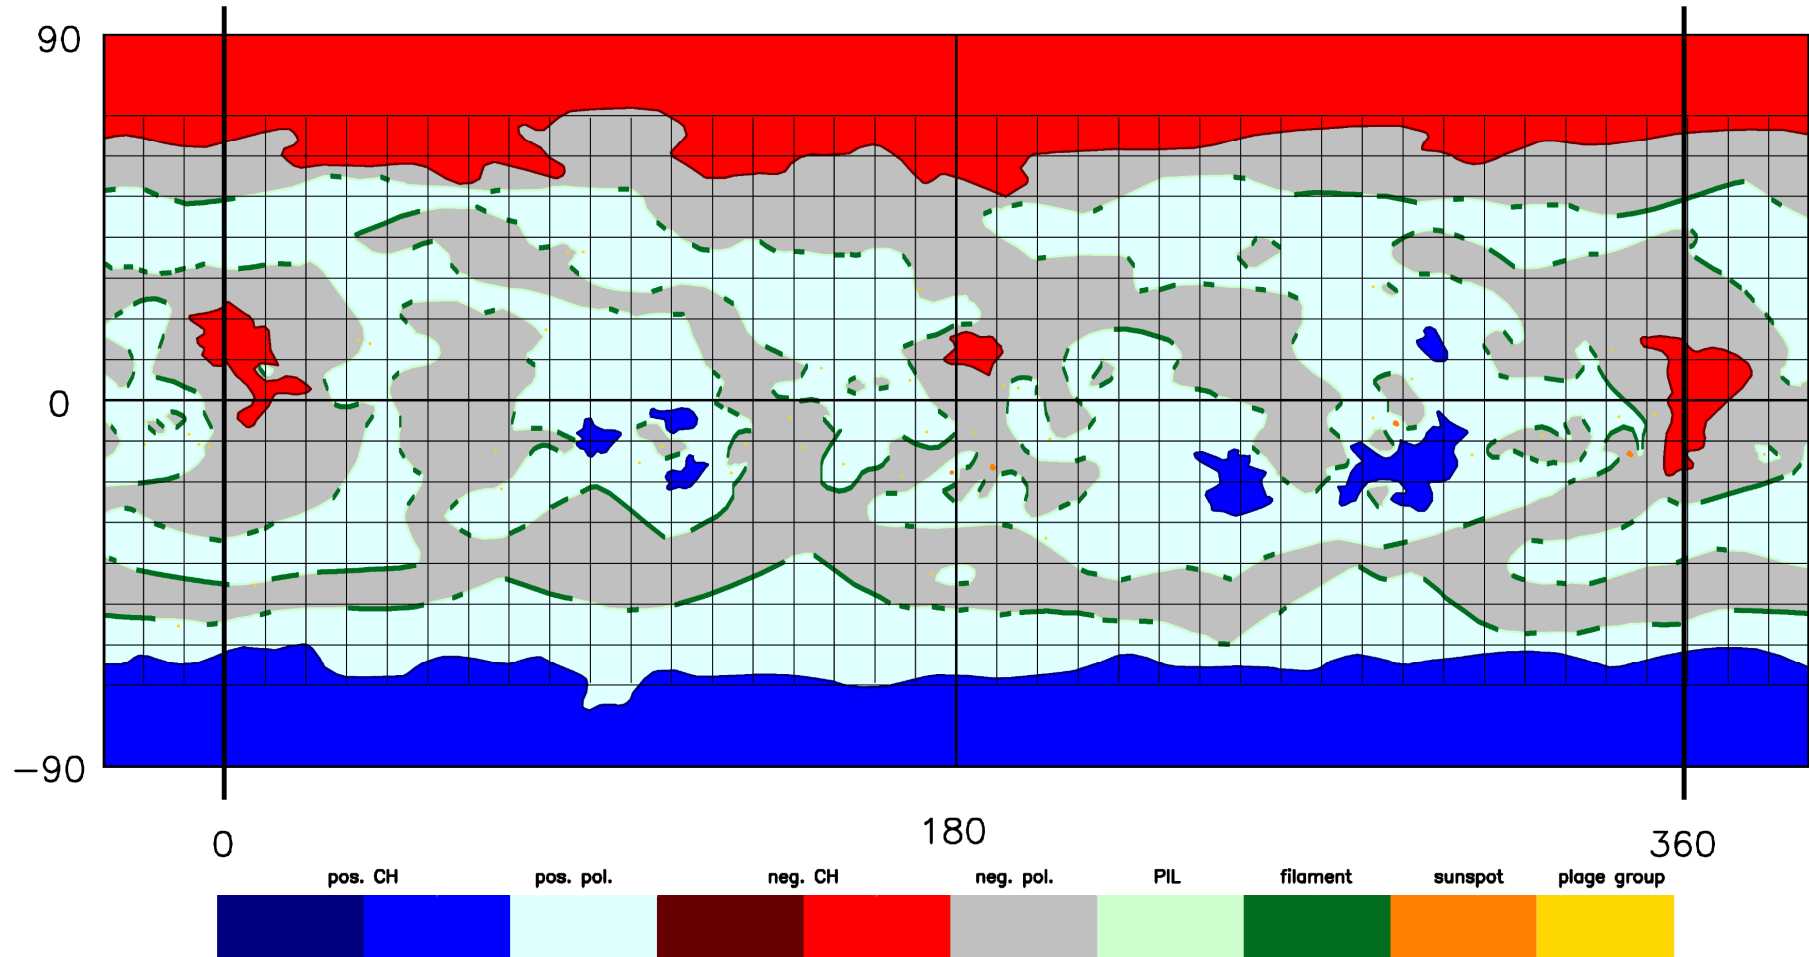 90
0
−90
0 180 360
pos. CH pos. pol. neg. CH neg. pol. PIL filament sunspot plage group